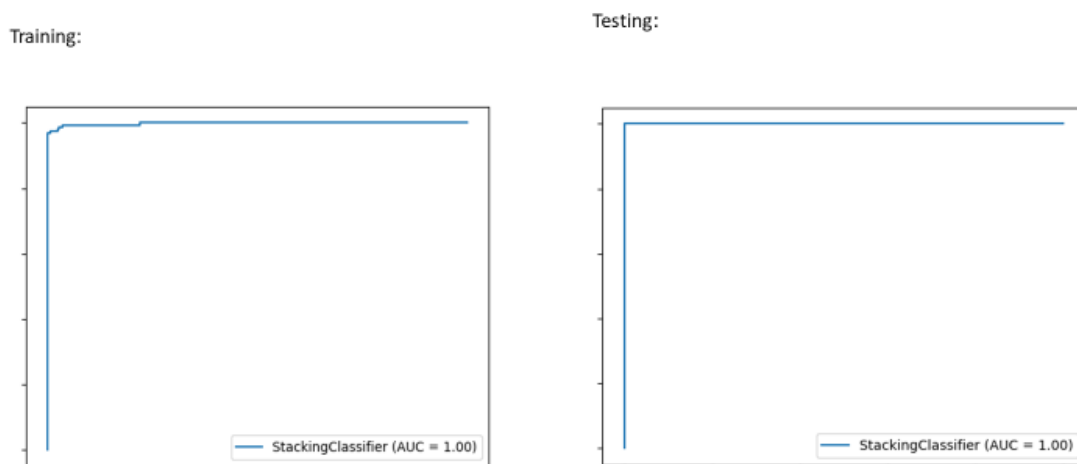 Training:
Testing:
StackingClassifier (AUC = 1.00)
StackingClassifier (AUC = 1.00)